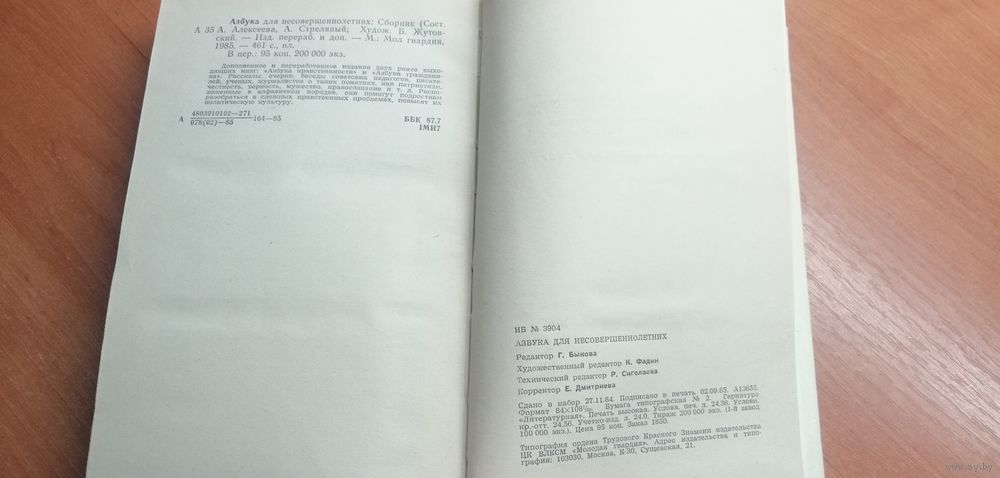 Азбука для несовершеннолетних: Сборник (Сост.
А 35 А. Алексеева, А. Стреляный; Худож. Б. Жутов-
ский. — Изд. перераб. и доп. — М.: Мол гвардия,
1985. — 461 с., ил.
В пер.: 95 коп. 200 000 экз.
Дополненное и переработанное издание двух ранее выхо-
дивших книг: «Азбука нравственности» и «Азбука граждани-
на». Рассказы, очерки, беседы советских педагогов, писате-
лей, ученых, журналистов о таких понятиях, как патриотизм,
честность, верность, мужество, правосознание и т. д. Распо-
ложенные в алфавитном порядке, они помогут подросткам
разобраться в сложных нравственных проблемах, повысят их
политическую культуру.
А 4803010102—271
078(02)—85 164—85
ББК 87.7
1МИ7
ИБ № 3904
АЗБУКА ДЛЯ НЕСОВЕРШЕННОЛЕТНИХ
Редактор Г. Быкова
Художественный редактор К. Фадин
Технический редактор Р. Сиголаева
Корректор Е. Дмитриева
Сдано в набор 27.11.84. Подписано в печать 02.09.85. А13655.
Формат 84×108¹/₃₂. Бумага типографская № 2. Гарнитура
«Литературная». Печать высокая. Условн. печ. л. 24,36. Условн.
кр.-отт. 24,56. Учетно-изд. л. 24.0. Тираж 200 000 экз. (1-й завод
100 000 экз.). Цена 95 коп. Заказ 1850.
Типография ордена Трудового Красного Знамени издательства
ЦК ВЛКСМ «Молодая гвардия». Адрес издательства и типо-
графии: 103030, Москва, К-30, Сущевская, 21.
www.ay.by